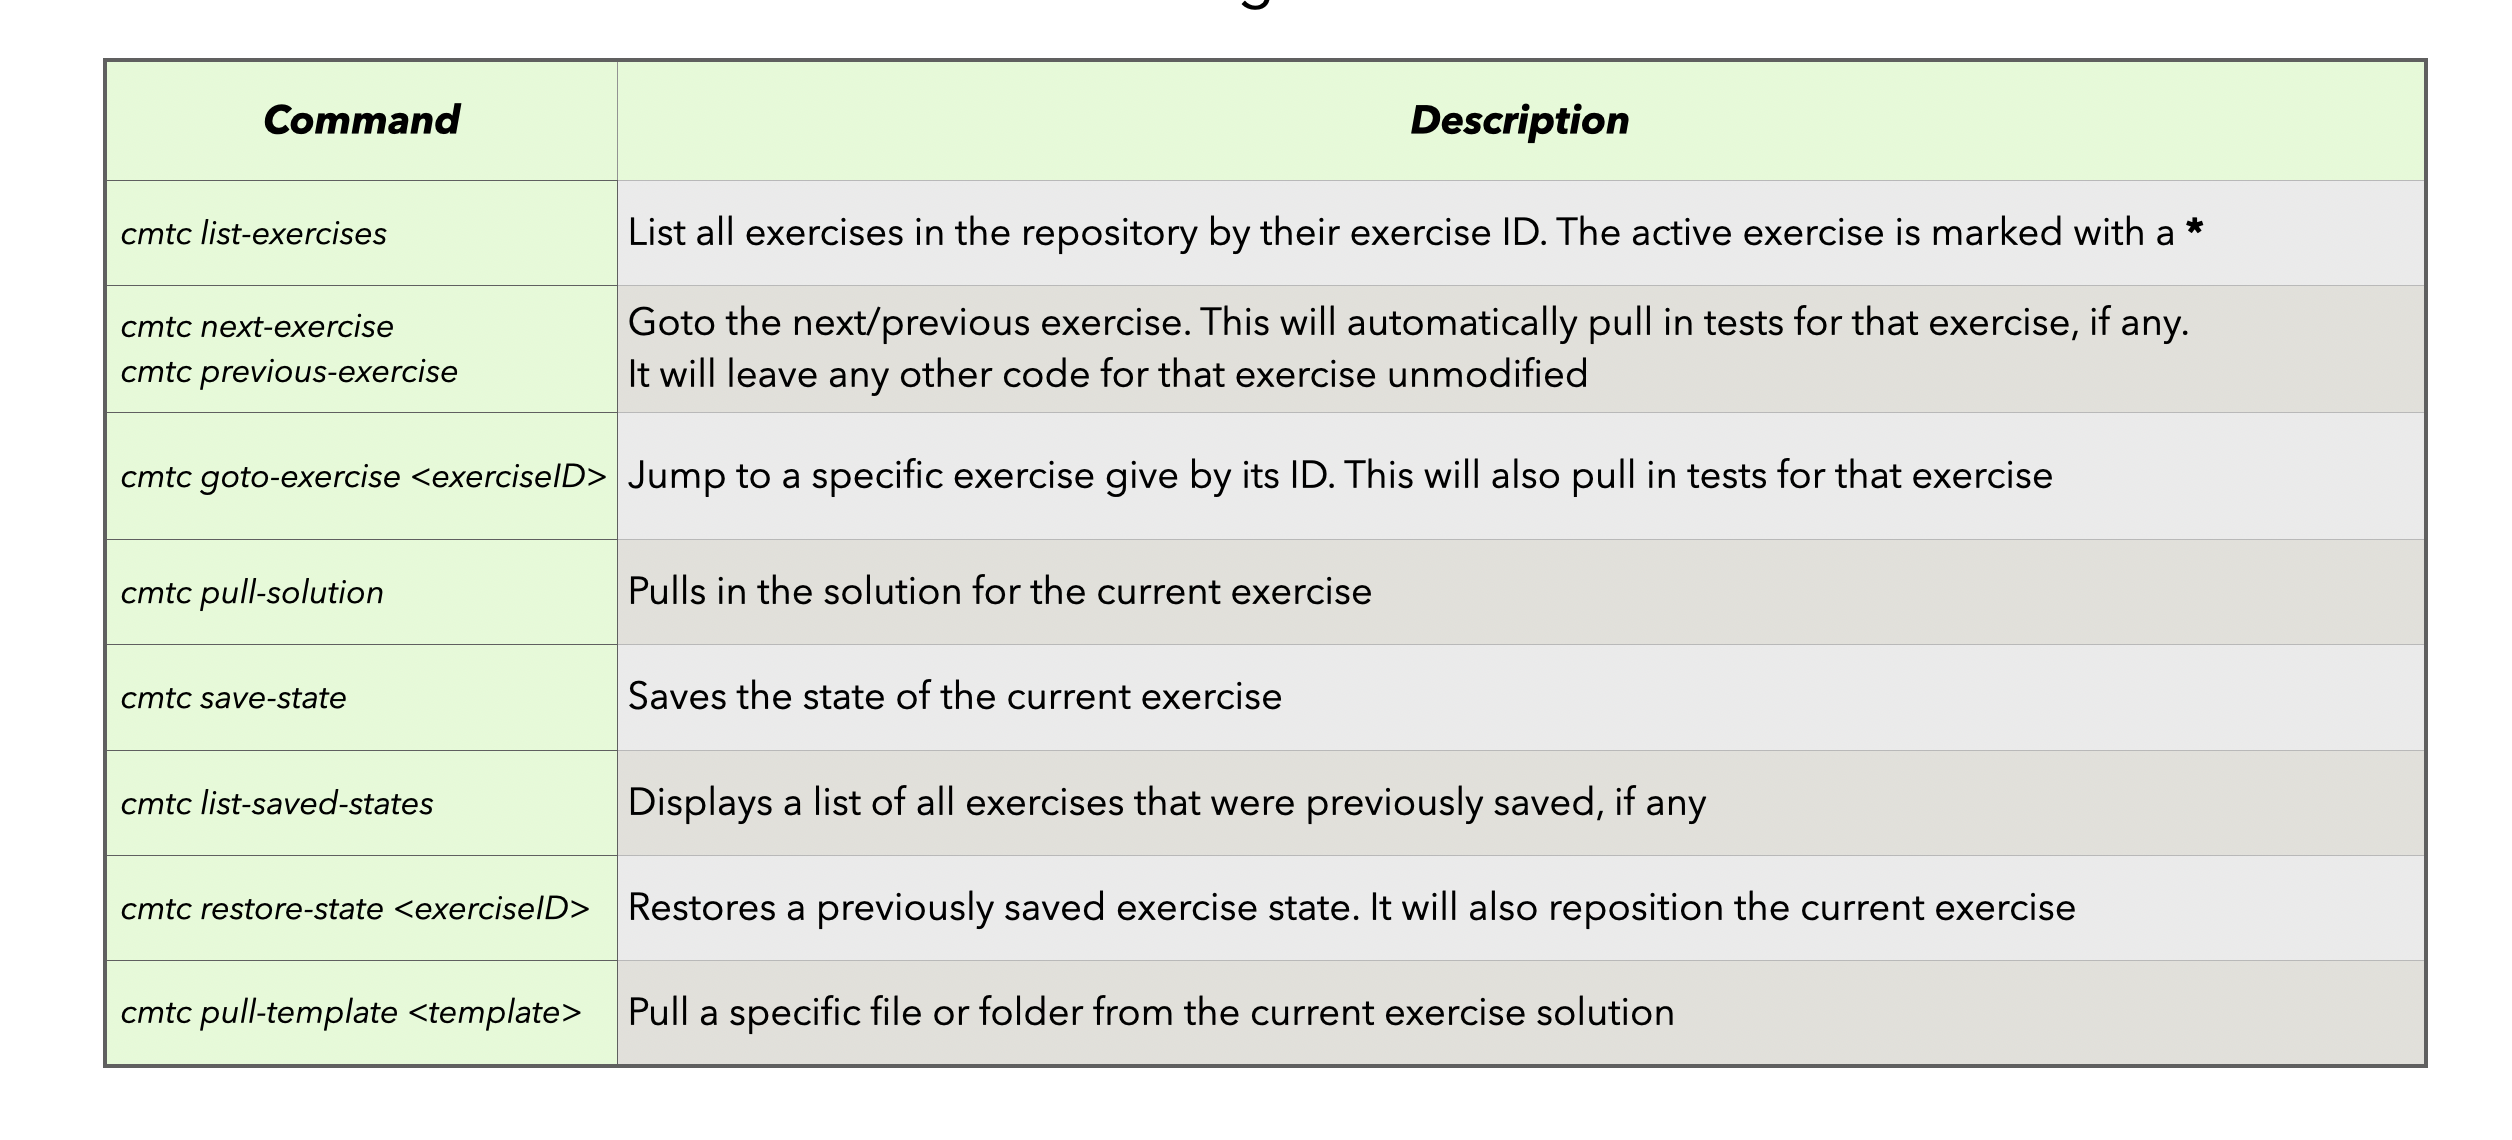 Command
Description
cmtc list-exercises
List all exercises in the repository by their exercise ID. The active exercise is marked with a *
cmtc next-exercise
cmtc previous-exercise
Goto the next/previous exercise. This will automatically pull in tests for that exercise, if any.
It will leave any other code for that exercise unmodified
cmtc goto-exercise <exerciseID>
Jump to a specific exercise give by its ID. This will also pull in tests for that exercise
cmtc pull-solution
Pulls in the solution for the current exercise
cmtc save-state
Saves the state of the current exercise
cmtc list-saved-states
Displays a list of all exercises that were previously saved, if any
cmtc restore-state <exerciseID>
Restores a previously saved exercise state. It will also reposition the current exercise
cmtc pull-template <template>
Pull a specific file or folder from the current exercise solution